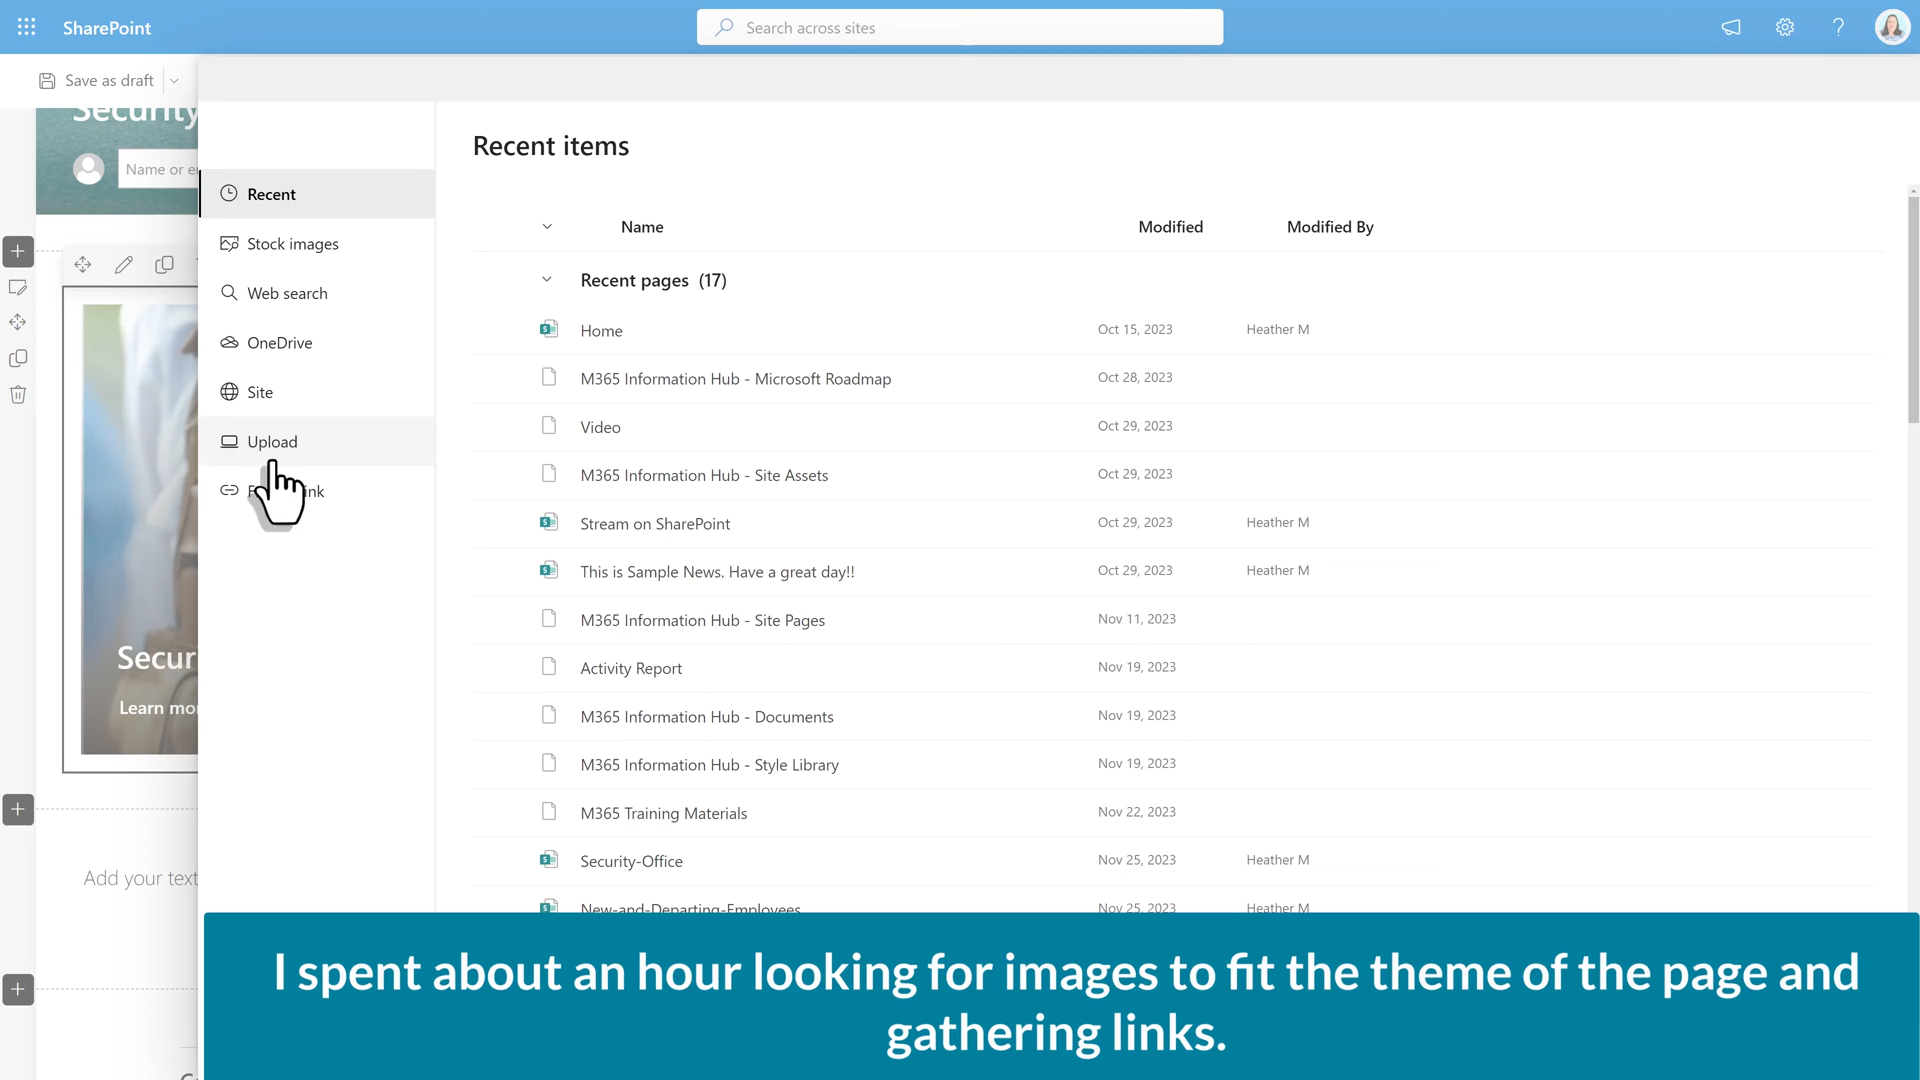 SharePoint
Search across sites
Save as draft
Security
Name or e
Recent
Stock images
Web search
OneDrive
Site
Upload
Recent items
Name Modified Modified By
Recent pages (17)
Home Oct 15, 2023 Heather M
M365 Information Hub - Microsoft Roadmap Oct 28, 2023
Video Oct 29, 2023
M365 Information Hub - Site Assets Oct 29, 2023
Stream on SharePoint Oct 29, 2023 Heather M
This is Sample News. Have a great day!! Oct 29, 2023 Heather M
M365 Information Hub - Site Pages Nov 11, 2023
Activity Report Nov 19, 2023
M365 Information Hub - Documents Nov 19, 2023
M365 Information Hub - Style Library Nov 19, 2023
M365 Training Materials Nov 22, 2023
Security-Office Nov 25, 2023 Heather M
New-and-Departing-Employees Nov 25, 2023 Heather M
Securi
Learn mo
Add your text
I spent about an hour looking for images to fit the theme of the page and
gathering links.